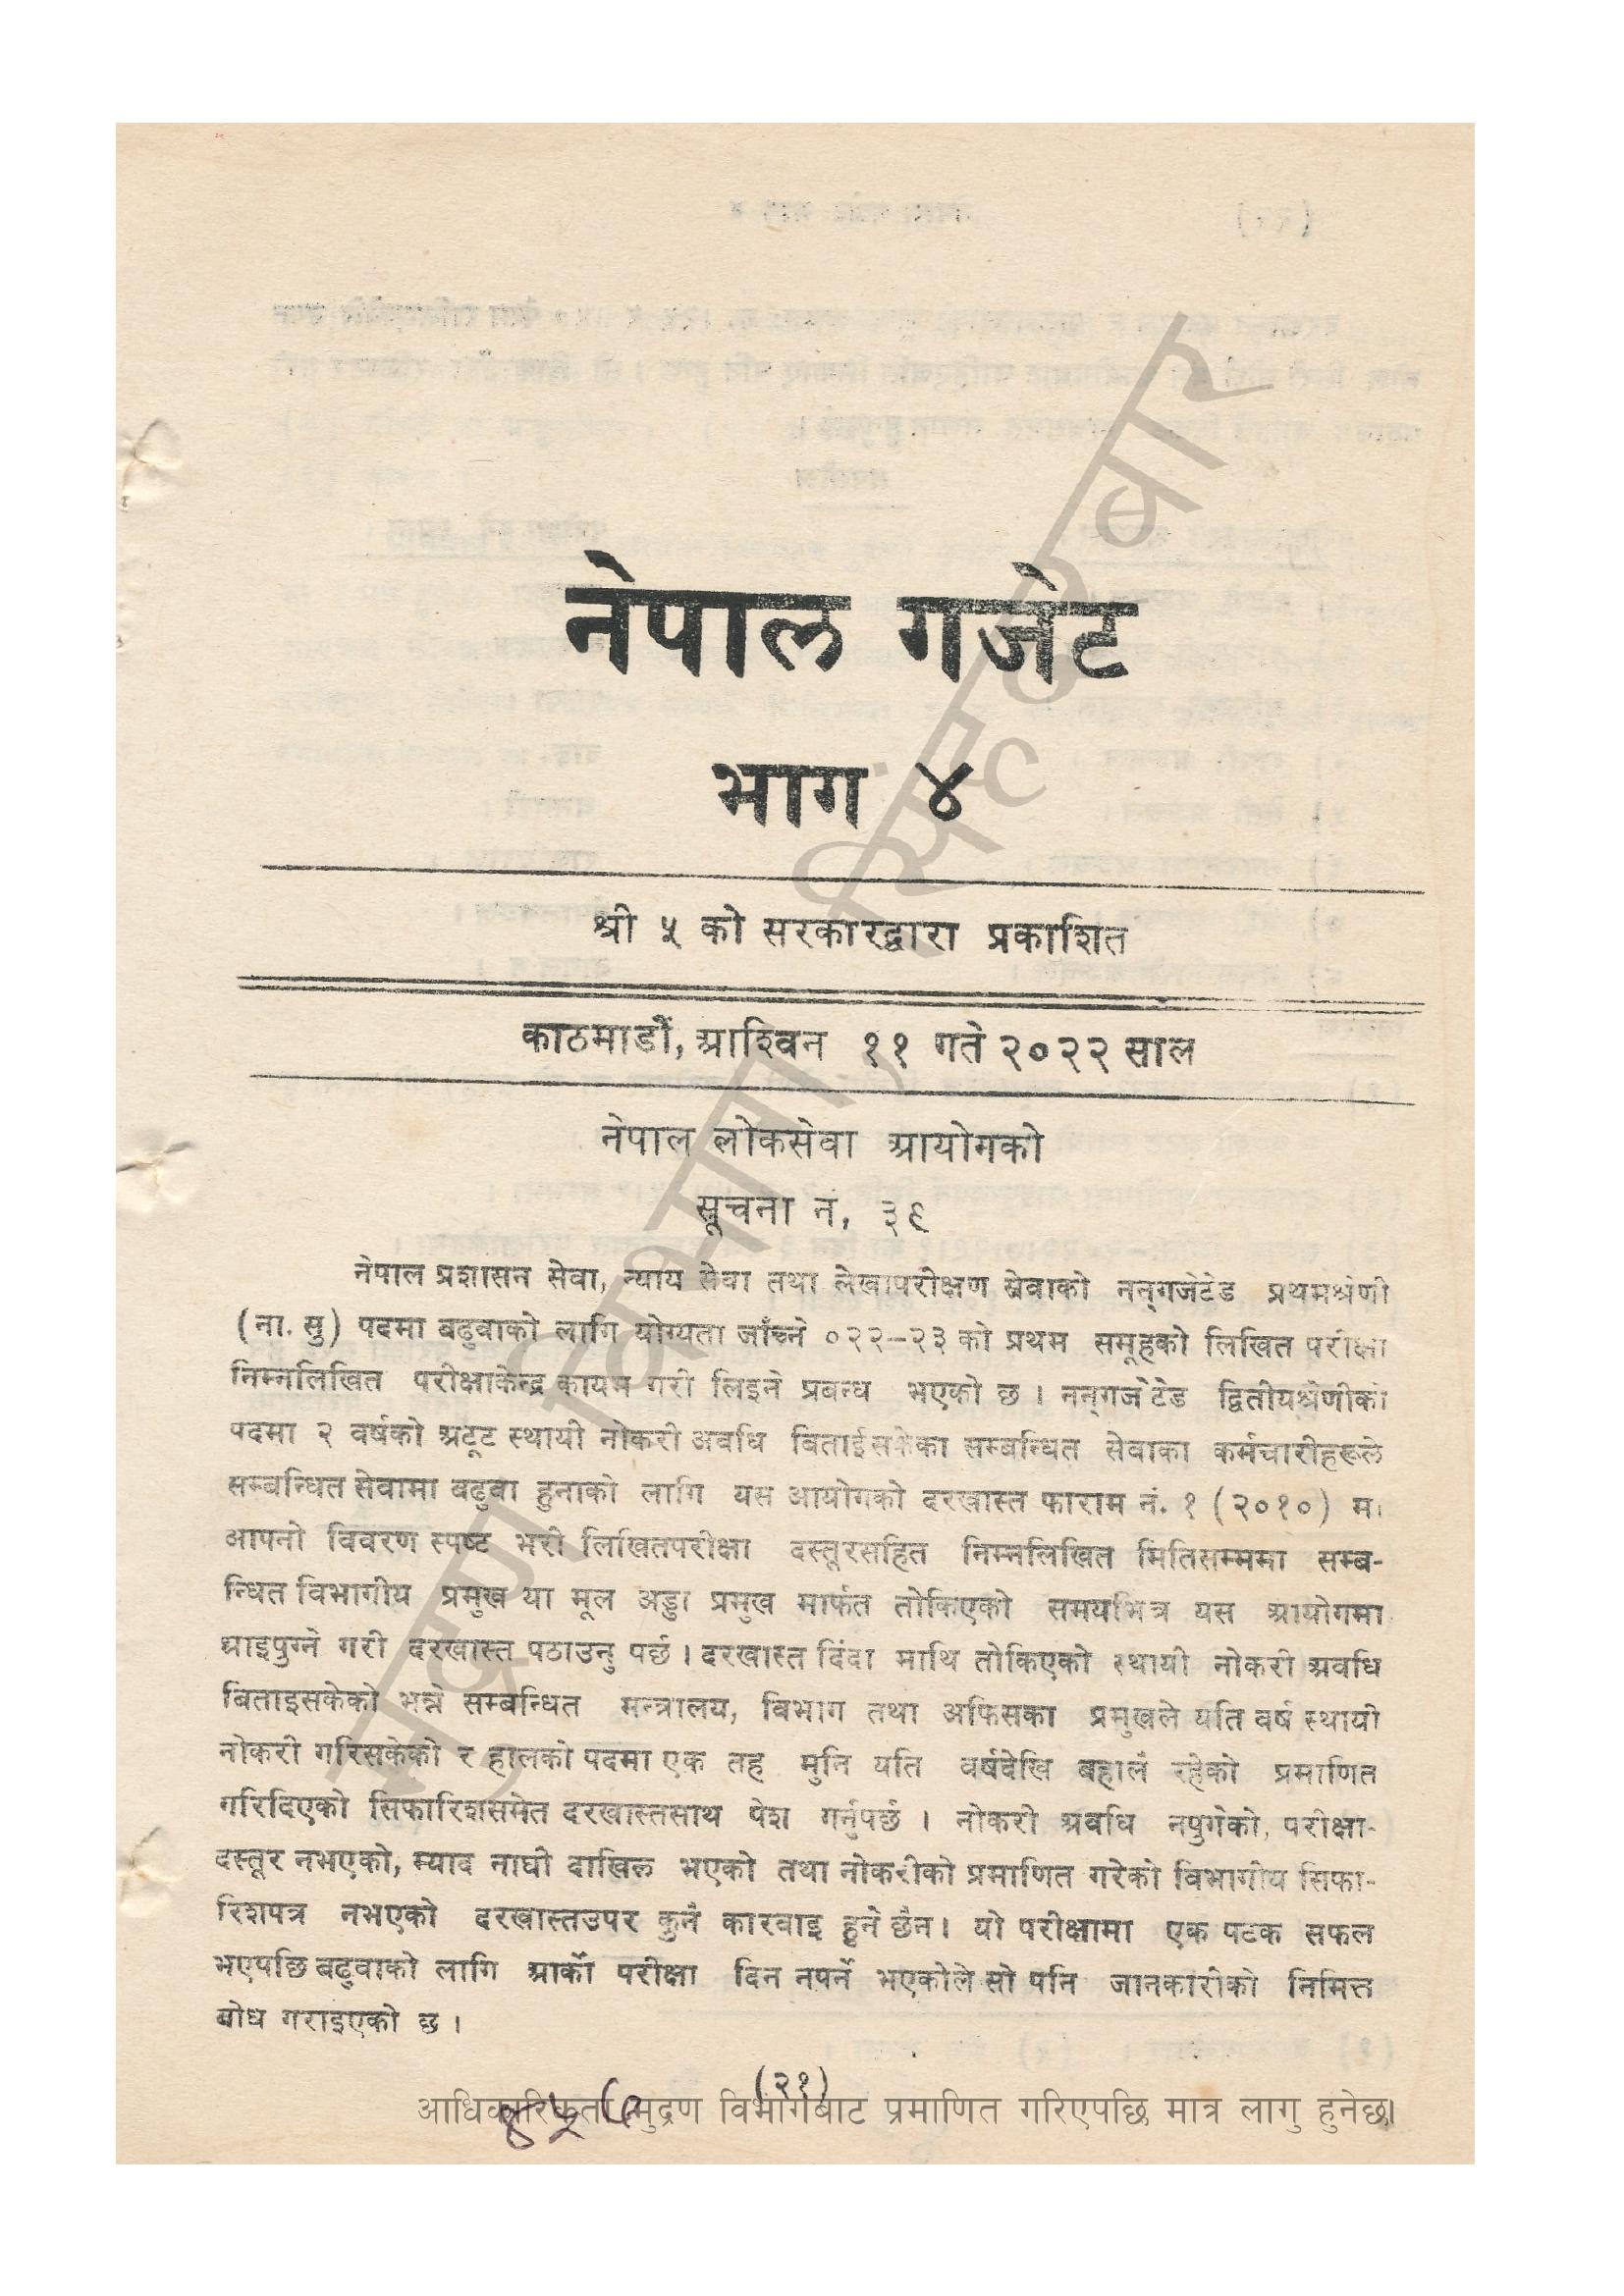 नेपाल गजेट
भाग ४
श्री ५ को सरकारद्वारा प्रकाशित
काठमाडौं, आश्विन ११ गते २०२२ साल
नेपाल लोकसेवा आयोगको
सूचना नं. ३९
नेपाल प्रशासन सेवा, न्याय सेवा तथा लेखापरीक्षण सेवाको नन्गजेटेड प्रथमश्रेणी
(ना. सु) पदमा बढुवाको लागि योग्यता जाँच्ने ०२२–२३ को प्रथम समूहको लिखित परीक्षा
निम्नलिखित परीक्षाकेन्द्र कायम गरी लिइने प्रबन्ध भएको छ । नन्गजेटेड द्वितीयश्रेणीको
पदमा २ वर्षको अटूट स्थायी नोकरी अवधि बिताईसकेका सम्बन्धित सेवाका कर्मचारीहरूले
सम्बन्धित सेवामा बढुवा हुनाको लागि यस आयोगको दरखास्त फाराम नं. १ (२०१०) मा
आपनो विवरण स्पष्ट भरी लिखितपरीक्षा दस्तूरसहित निम्नलिखित मितिसम्ममा सम्ब-
न्धित विभागीय प्रमुख या मूल अड्डा प्रमुख मार्फत तोकिएको समयभित्र यस आयोगमा
आइपुग्ने गरी दरखास्त पठाउनु पर्छ । दरखास्त दिंदा माथि तोकिएको स्थायी नोकरी अवधि
बिताइसकेको भन्ने सम्बन्धित मन्त्रालय, विभाग तथा अफिसका प्रमुखले यति वर्ष स्थायी
नोकरी गरिसकेको र हालको पदमा एक तह मुनि यति वर्षदेखि बहालै रहेको प्रमाणित
गरिदिएको सिफारिशसमेत दरखास्तसाथ पेश गर्नुपर्छ । नोकरी अवधि नपुगेको, परीक्षा-
दस्तूर नभएको, म्याद नाघी दाखिल भएको तथा नोकरीको प्रमाणित गरेको विभागीय सिफा-
रिशपत्र नभएको दरखास्तउपर कुनै कारवाइ हुने छैन । यो परीक्षामा एक पटक सफल
भएपछि बढुवाको लागि अर्को परीक्षा दिन नपर्ने भएकोले सो पनि जानकारीको निमित्त
बोध गराइएको छ ।
(२१)
आधिकारिकता मुद्रण विभागबाट प्रमाणित गरिएपछि मात्र लागु हुनेछ।
मुद्रण विभाग, सिंहदरबार